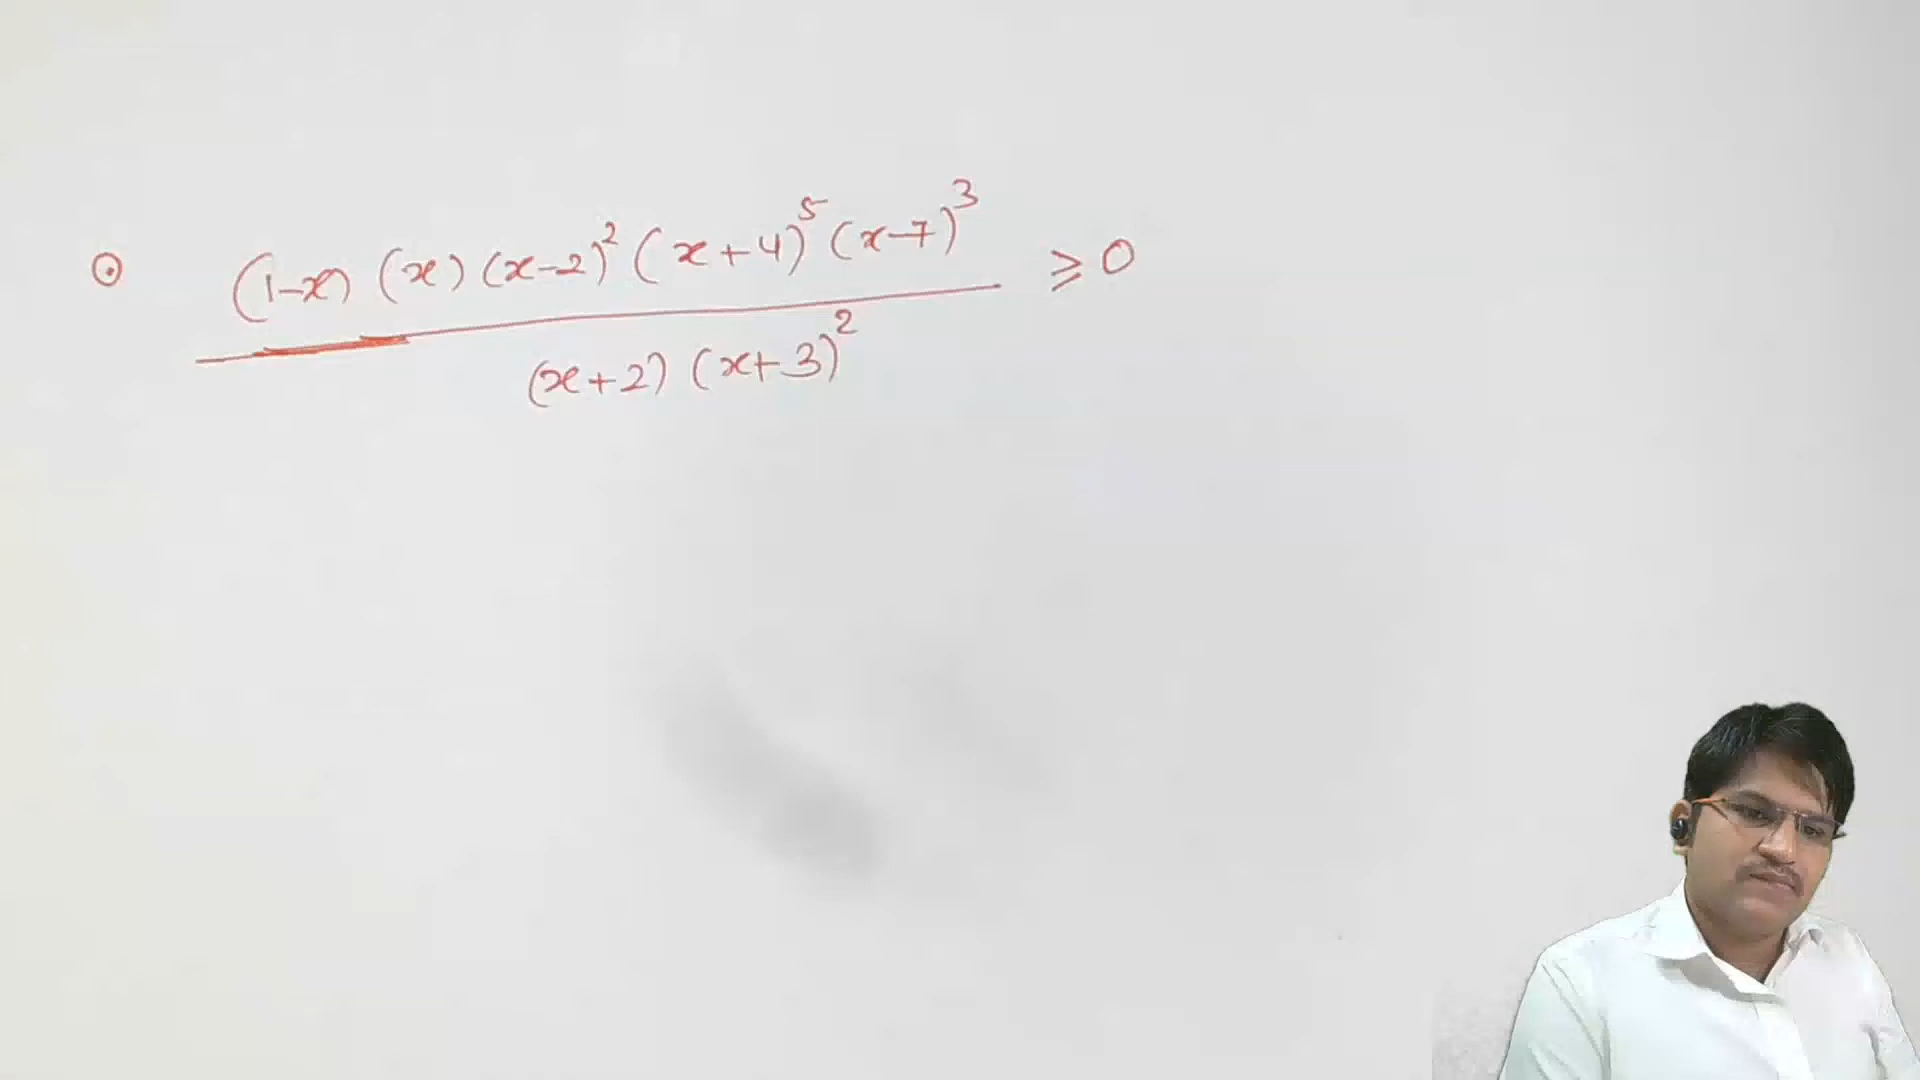 ⊙ (1-x) (x) (x-2)² (x+4)⁵ (x-7)³ ≥ 0
(x+2) (x+3)²